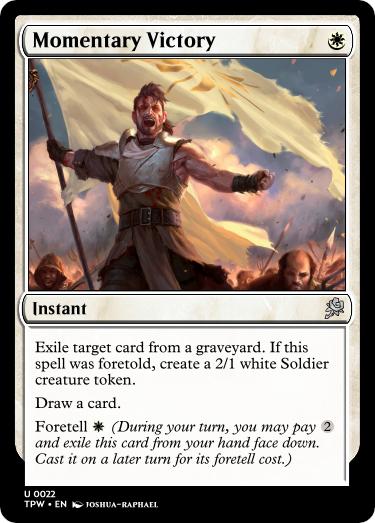 Momentary Victory
Instant
Exile target card from a graveyard. If this
spell was foretold, create a 2/1 white Soldier
creature token.
Draw a card.
Foretell (During your turn, you may pay 2
and exile this card from your hand face down.
Cast it on a later turn for its foretell cost.)
U 0022
TPW • EN JOSHUA-RAPHAEL